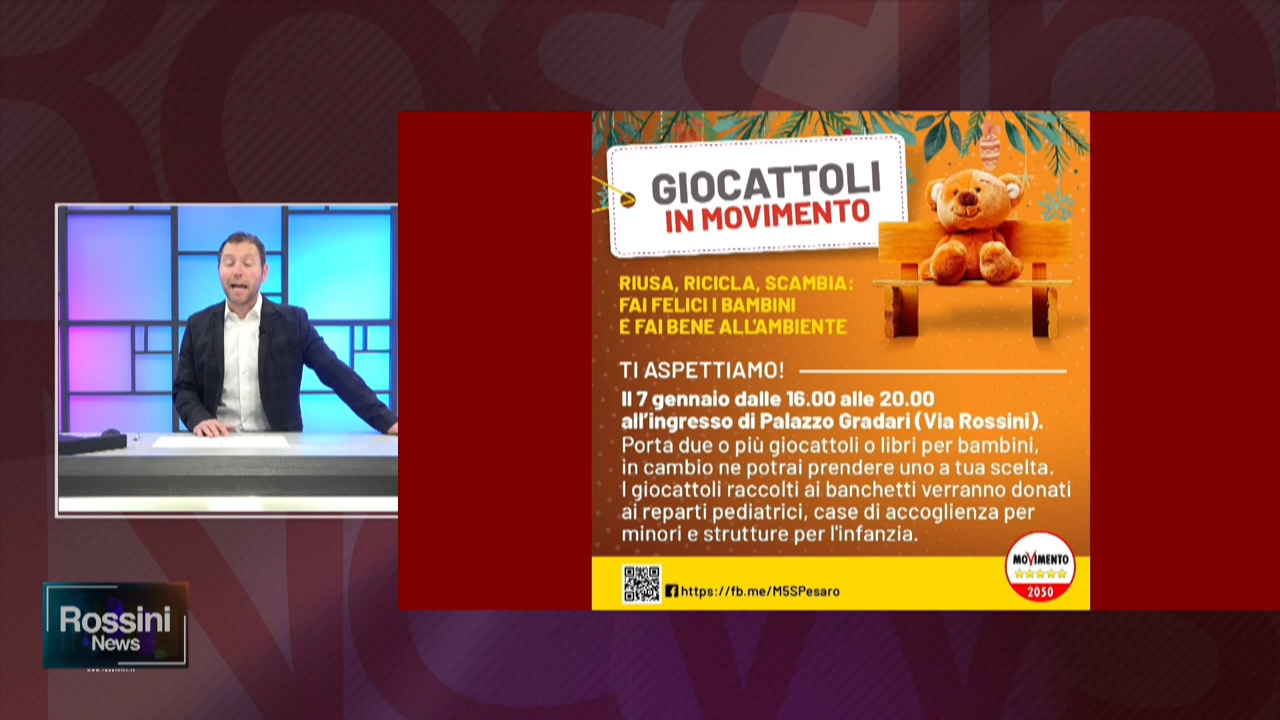 GIOCATTOLI
IN MOVIMENTO
RIUSA, RICICLA, SCAMBIA:
FAI FELICI I BAMBINI
E FAI BENE ALL'AMBIENTE
TI ASPETTIAMO!
Il 7 gennaio dalle 16.00 alle 20.00
all'ingresso di Palazzo Gradari (Via Rossini).
Porta due o più giocattoli o libri per bambini,
in cambio ne potrai prendere uno a tua scelta.
I giocattoli raccolti ai banchetti verranno donati
ai reparti pediatrici, case di accoglienza per
minori e strutture per l'infanzia.
https://fb.me/M5SPesaro
MOVIMENTO
2050
Rossini
News